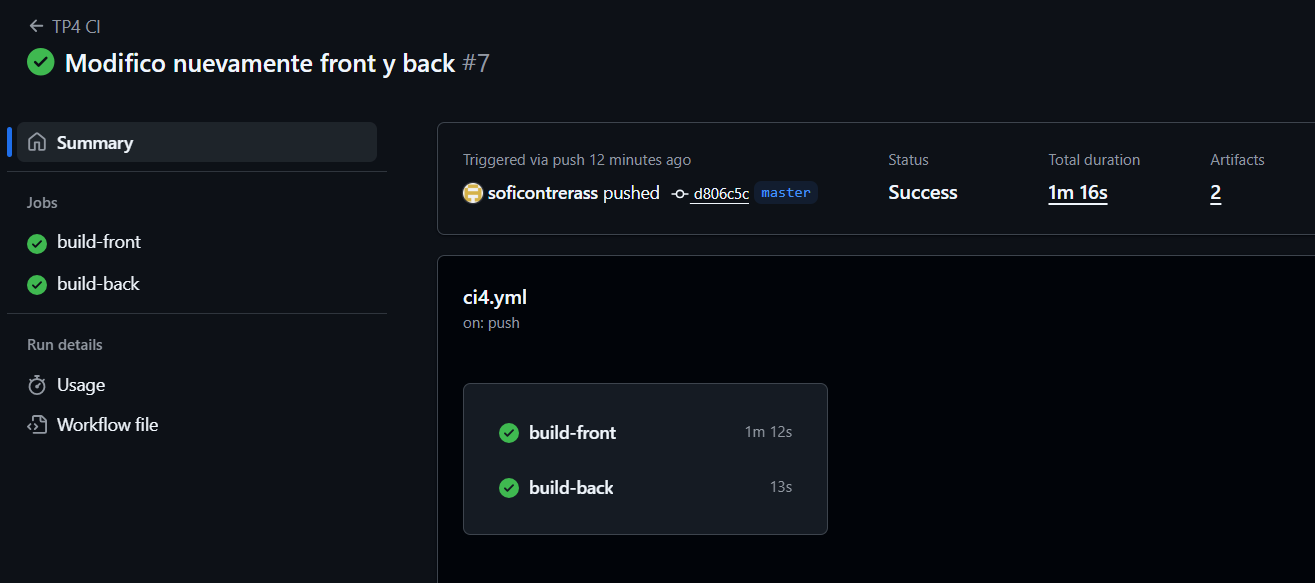 TP4 CI
Modifico nuevamente front y back #7
Summary
Jobs
build-front
build-back
Run details
Usage
Workflow file
Triggered via push 12 minutes ago
soficontrerass pushed d806c5c master
Status
Success
Total duration
1m 16s
Artifacts
2
ci4.yml
on: push
build-front 1m 12s
build-back 13s